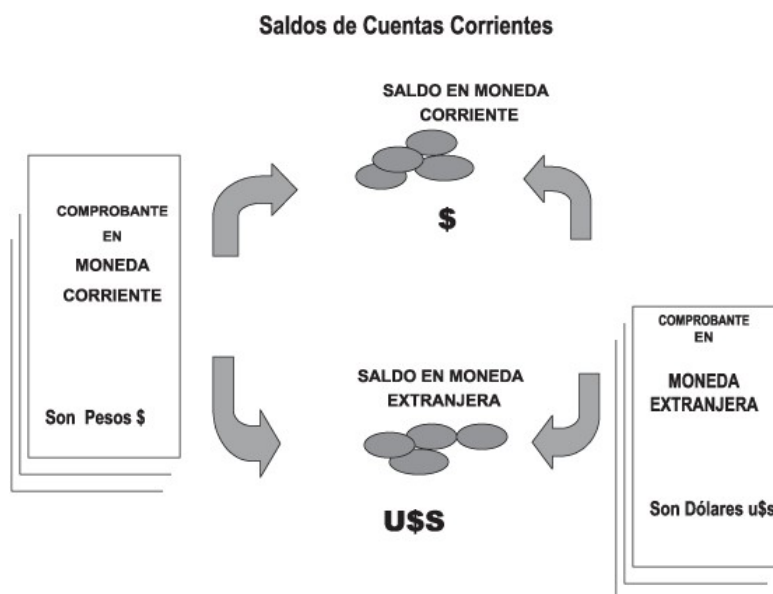 Saldos de Cuentas Corrientes
SALDO EN MONEDA
CORRIENTE
$
COMPROBANTE
EN
MONEDA
CORRIENTE
Son Pesos $
SALDO EN MONEDA
EXTRANJERA
U$S
COMPROBANTE
EN
MONEDA
EXTRANJERA
Son Dólares u$s